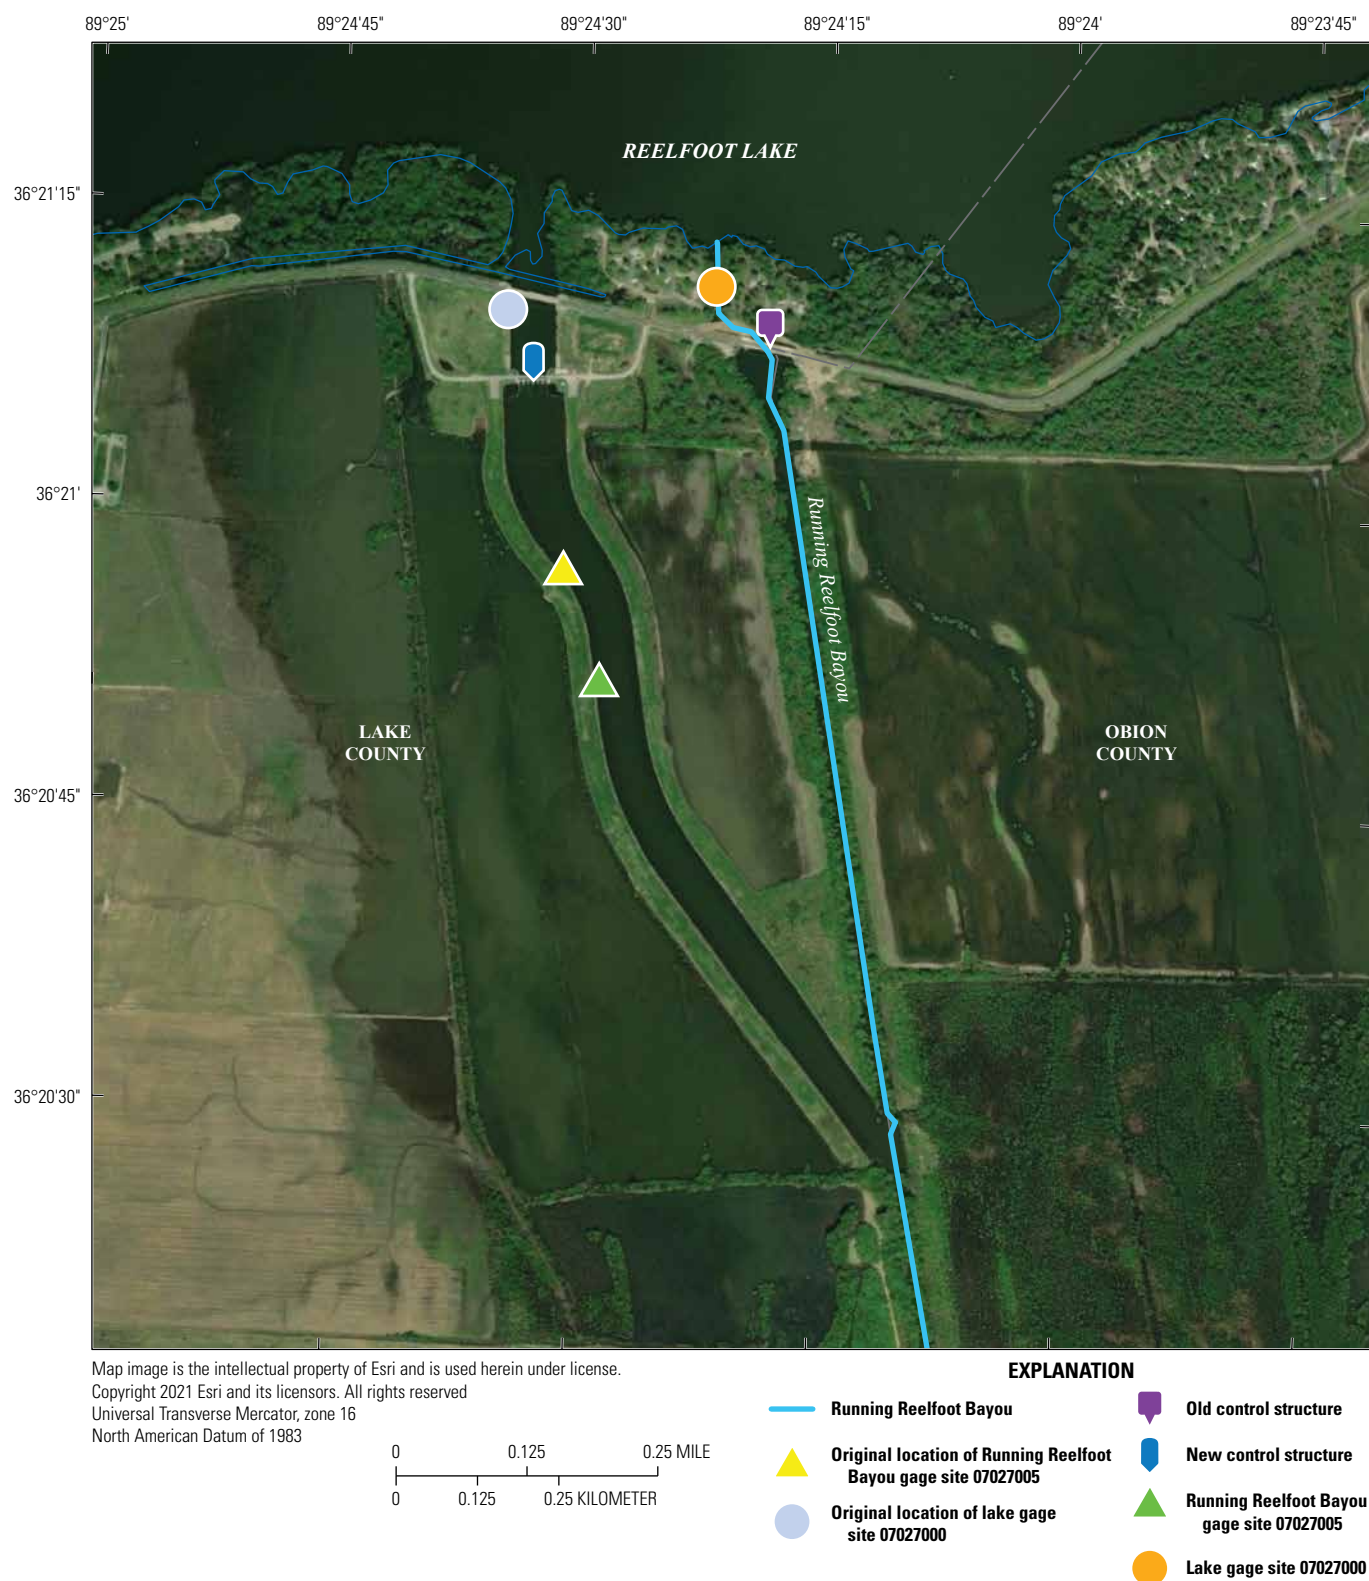 89°25'
89°24'45"
89°24'30"
89°24'15"
89°24'
89°23'45"
REELFOOT LAKE
36°21'15"
36°21'
Running Reelfoot Bayou
LAKE
COUNTY
OBION
COUNTY
36°20'45"
36°20'30"
Map image is the intellectual property of Esri and is used herein under license.
Copyright 2021 Esri and its licensors. All rights reserved
Universal Transverse Mercator, zone 16
North American Datum of 1983
0 0.125 0.25 MILE
0 0.125 0.25 KILOMETER
EXPLANATION
Running Reelfoot Bayou
Original location of Running Reelfoot
Bayou gage site 07027005
Original location of lake gage
site 07027000
Old control structure
New control structure
Running Reelfoot Bayou
gage site 07027005
Lake gage site 07027000